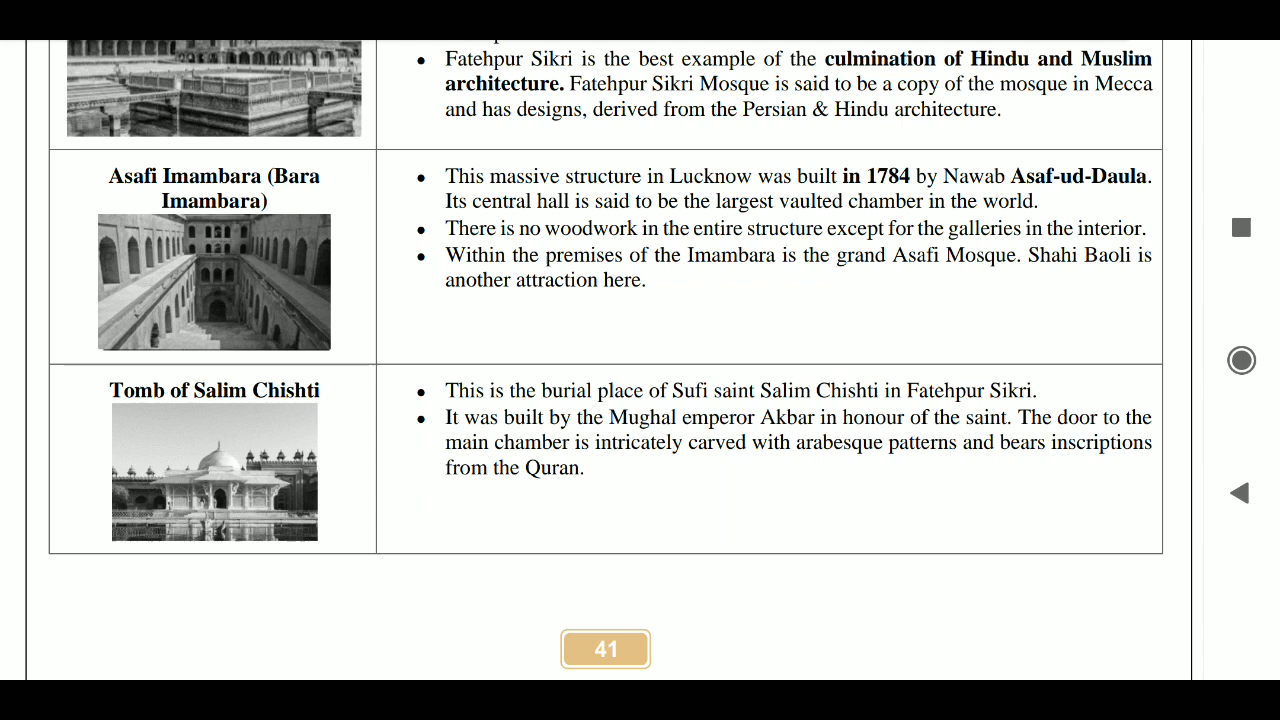 Fatehpur Sikri is the best example of the culmination of Hindu and Muslim
architecture. Fatehpur Sikri Mosque is said to be a copy of the mosque in Mecca
and has designs, derived from the Persian & Hindu architecture.
Asafi Imambara (Bara
Imambara)
This massive structure in Lucknow was built in 1784 by Nawab Asaf-ud-Daula.
Its central hall is said to be the largest vaulted chamber in the world.
There is no woodwork in the entire structure except for the galleries in the interior.
Within the premises of the Imambara is the grand Asafi Mosque. Shahi Baoli is
another attraction here.
Tomb of Salim Chishti
This is the burial place of Sufi saint Salim Chishti in Fatehpur Sikri.
It was built by the Mughal emperor Akbar in honour of the saint. The door to the
main chamber is intricately carved with arabesque patterns and bears inscriptions
from the Quran.
41